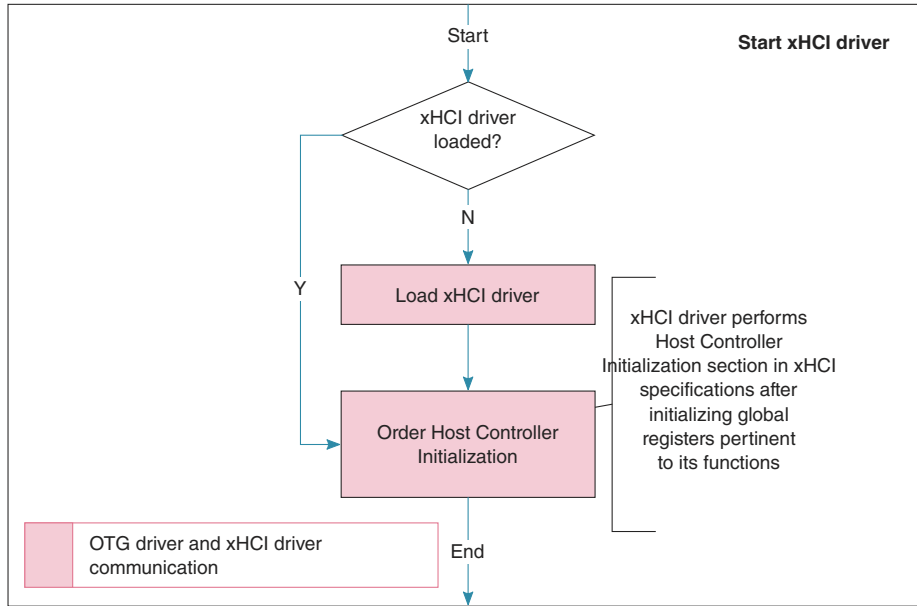 Start
Start xHCI driver
xHCI driver
loaded?
N
Y
Load xHCI driver
xHCI driver performs
Host Controller
Initialization section in xHCI
specifications after
initializing global
registers pertinent
to its functions
Order Host Controller
Initialization
OTG driver and xHCI driver
communication
End